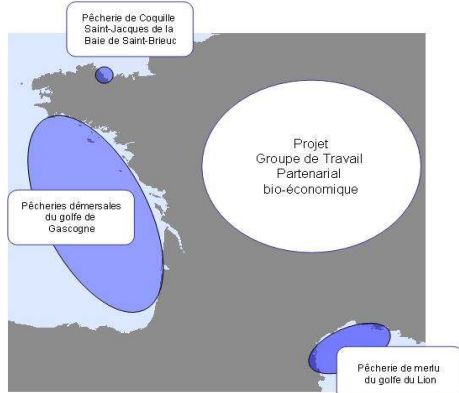 Pêcherie de Coquille
Saint-Jacques de la
Baie de Saint-Brieuc
Projet
Groupe de Travail
Partenarial
bio-économique
Pêcheries démersales
du golfe de
Gascogne
Pêcherie de merlu
du golfe du Lion